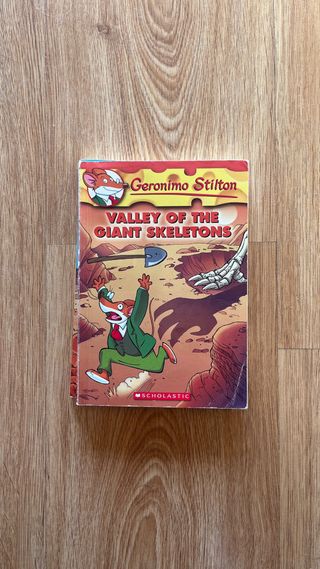 Geronimo Stilton
VALLEY OF THE
GIANT SKELETONS
SCHOLASTIC